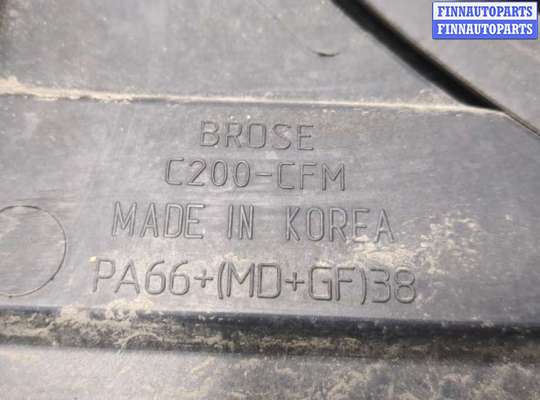 FINNAUTOPARTS
FINNAUTOPARTS
BROSE
C200-CFM
MADE IN KOREA
PA66+(MD+GF)38